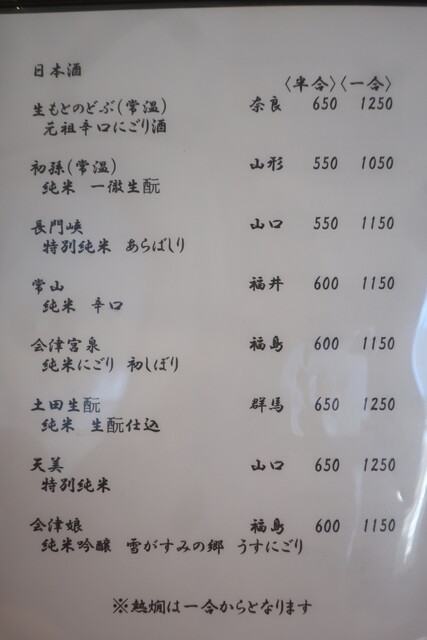 日本酒
〈半合〉〈一合〉
生もとのどぶ(常温) 奈良 650 1250
元祖辛口にごり酒
初孫(常温) 山形 550 1050
純米 一徹生酛
長門峡 山口 550 1150
特別純米 あらばしり
常山 福井 600 1150
純米 辛口
会津宮泉 福島 600 1150
純米にごり 初しぼり
土田生酛 群馬 650 1250
純米 生酛仕込
天美 山口 650 1250
特別純米
会津娘 福島 600 1150
純米吟醸 雪がすみの郷 うすにごり
※熱燗は一合からとなります